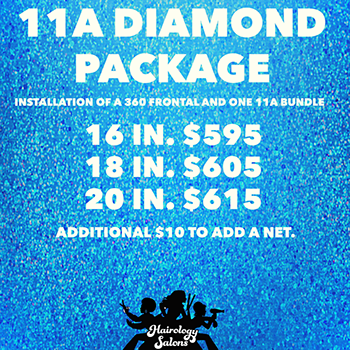 11A DIAMOND
PACKAGE
INSTALLATION OF A 360 FRONTAL AND ONE 11A BUNDLE
16 IN. $595
18 IN. $605
20 IN. $615
ADDITIONAL $10 TO ADD A NET.
Hairology
Salons